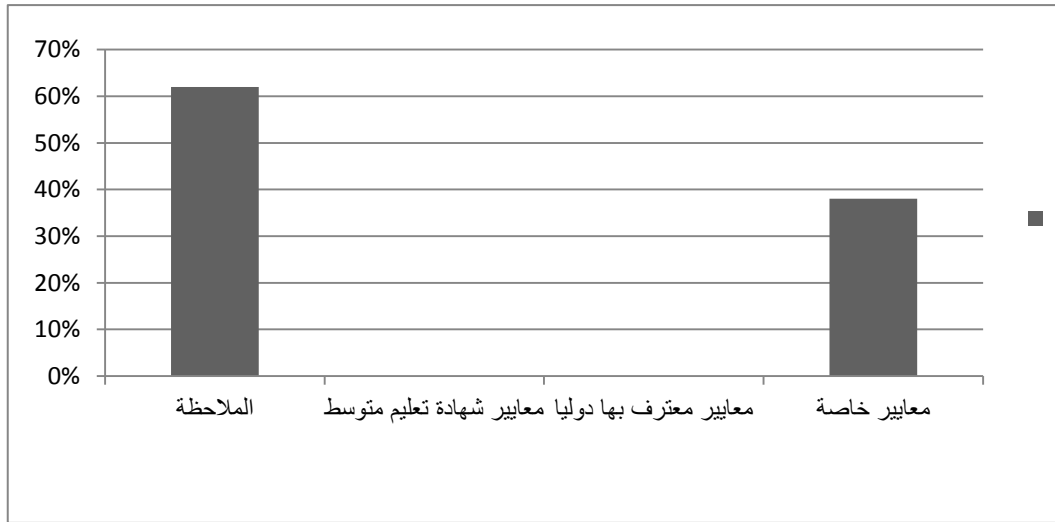 70%
60%
50%
40%
30%
20%
10%
0%
الملاحظة
معايير شهادة تعليم متوسط
معايير معترف بها دوليا
معايير خاصة